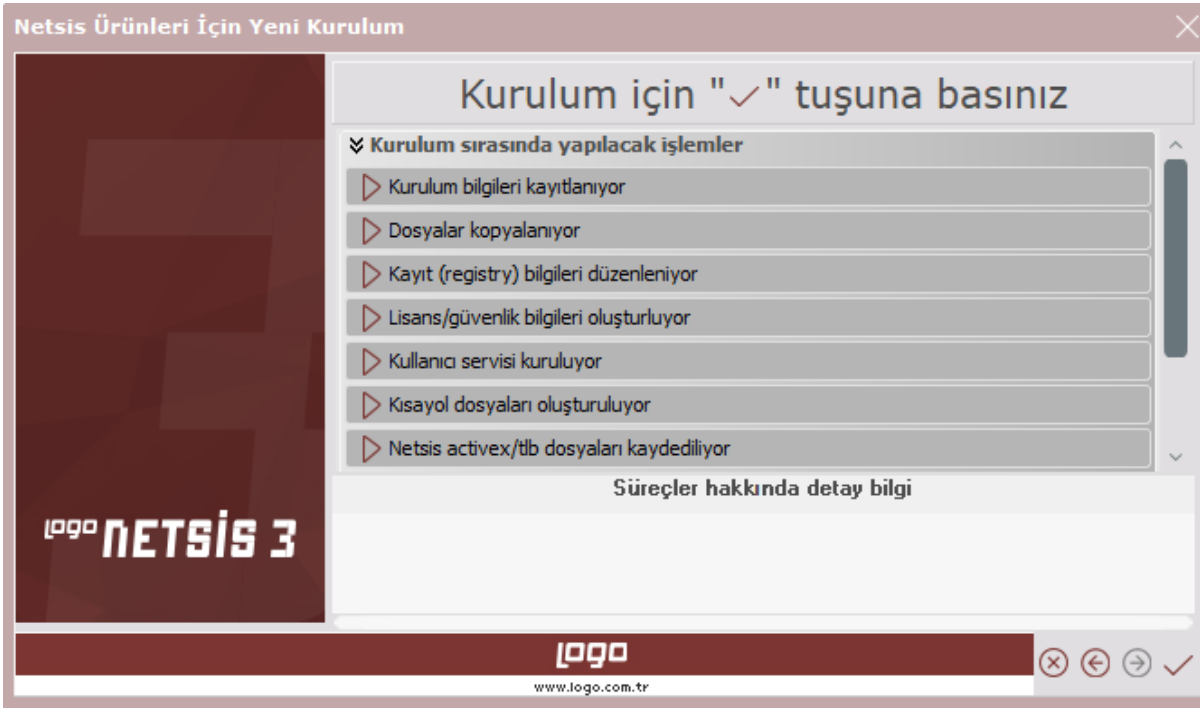 Netsis Ürünleri İçin Yeni Kurulum
Kurulum için "✓" tuşuna basınız
Kurulum sırasında yapılacak işlemler
Kurulum bilgileri kayıtlanıyor
Dosyalar kopyalanıyor
Kayıt (registry) bilgileri düzenleniyor
Lisans/güvenlik bilgileri oluşturluyor
Kullanıcı servisi kuruluyor
Kısayol dosyaları oluşturuluyor
Netsis activex/tlb dosyaları kaydediliyor
Süreçler hakkında detay bilgi
logo NETSİS 3
LOGO
www.logo.com.tr